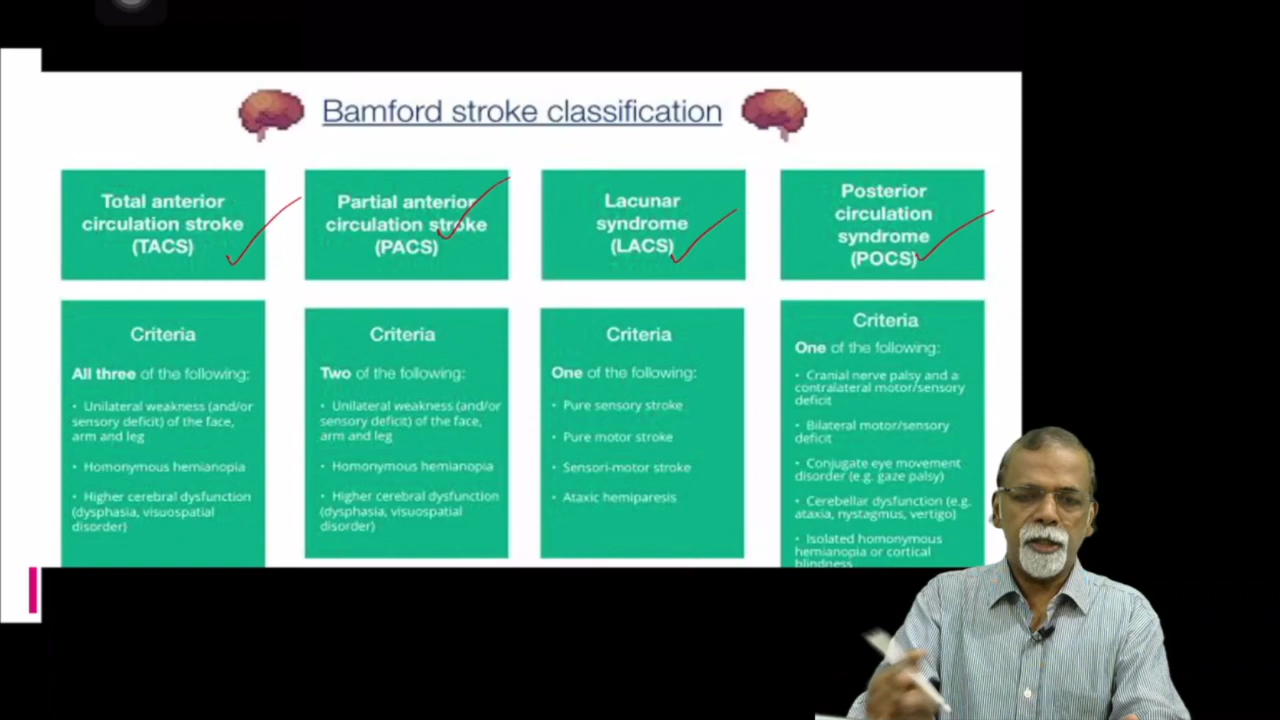 Bamford stroke classification
Total anterior
circulation stroke
(TACS)
Partial anterior
circulation stroke
(PACS)
Lacunar
syndrome
(LACS)
Posterior
circulation
syndrome
(POCS)
Criteria
All three of the following:
• Unilateral weakness (and/or
sensory deficit) of the face,
arm and leg
• Homonymous hemianopia
• Higher cerebral dysfunction
(dysphasia, visuospatial
disorder)
Criteria
Two of the following:
• Unilateral weakness (and/or
sensory deficit) of the face,
arm and leg
• Homonymous hemianopia
• Higher cerebral dysfunction
(dysphasia, visuospatial
disorder)
Criteria
One of the following:
• Pure sensory stroke
• Pure motor stroke
• Sensori-motor stroke
• Ataxic hemiparesis
Criteria
One of the following:
• Cranial nerve palsy and a
contralateral motor/sensory
deficit
• Bilateral motor/sensory
deficit
• Conjugate eye movement
disorder (e.g. gaze palsy)
• Cerebellar dysfunction (e.g.
ataxia, nystagmus, vertigo)
• Isolated homonymous
hemianopia or cortical
blindness